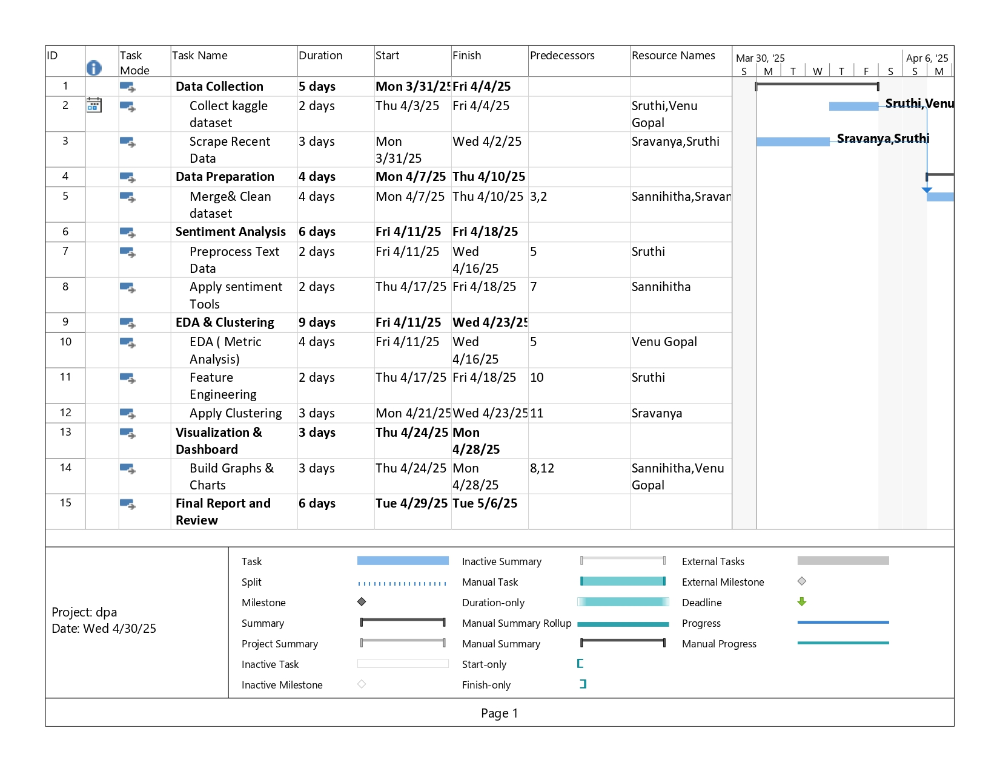 ID Task Mode Task Name Duration Start Finish Predecessors Resource Names Mar 30, '25 Apr 6, '25
S M T W T F S S M
1 Data Collection 5 days Mon 3/31/25 Fri 4/4/25
2 Collect kaggle dataset 2 days Thu 4/3/25 Fri 4/4/25 Sruthi,Venu Gopal Sruthi,Venu
3 Scrape Recent Data 3 days Mon 3/31/25 Wed 4/2/25 Sravanya,Sruthi Sravanya,Sruthi
4 Data Preparation 4 days Mon 4/7/25 Thu 4/10/25
5 Merge& Clean dataset 4 days Mon 4/7/25 Thu 4/10/25 3,2 Sannihitha,Sravan
6 Sentiment Analysis 6 days Fri 4/11/25 Fri 4/18/25
7 Preprocess Text Data 2 days Fri 4/11/25 Wed 4/16/25 5 Sruthi
8 Apply sentiment Tools 2 days Thu 4/17/25 Fri 4/18/25 7 Sannihitha
9 EDA & Clustering 9 days Fri 4/11/25 Wed 4/23/25
10 EDA ( Metric Analysis) 4 days Fri 4/11/25 Wed 4/16/25 5 Venu Gopal
11 Feature Engineering 2 days Thu 4/17/25 Fri 4/18/25 10 Sruthi
12 Apply Clustering 3 days Mon 4/21/25 Wed 4/23/25 11 Sravanya
13 Visualization & Dashboard 3 days Thu 4/24/25 Mon 4/28/25
14 Build Graphs & Charts 3 days Thu 4/24/25 Mon 4/28/25 8,12 Sannihitha,Venu Gopal
15 Final Report and Review 6 days Tue 4/29/25 Tue 5/6/25
Project: dpa
Date: Wed 4/30/25
Task
Split
Milestone
Summary
Project Summary
Inactive Task
Inactive Milestone
Inactive Summary
Manual Task
Duration-only
Manual Summary Rollup
Manual Summary
Start-only
Finish-only
External Tasks
External Milestone
Deadline
Progress
Manual Progress
Page 1